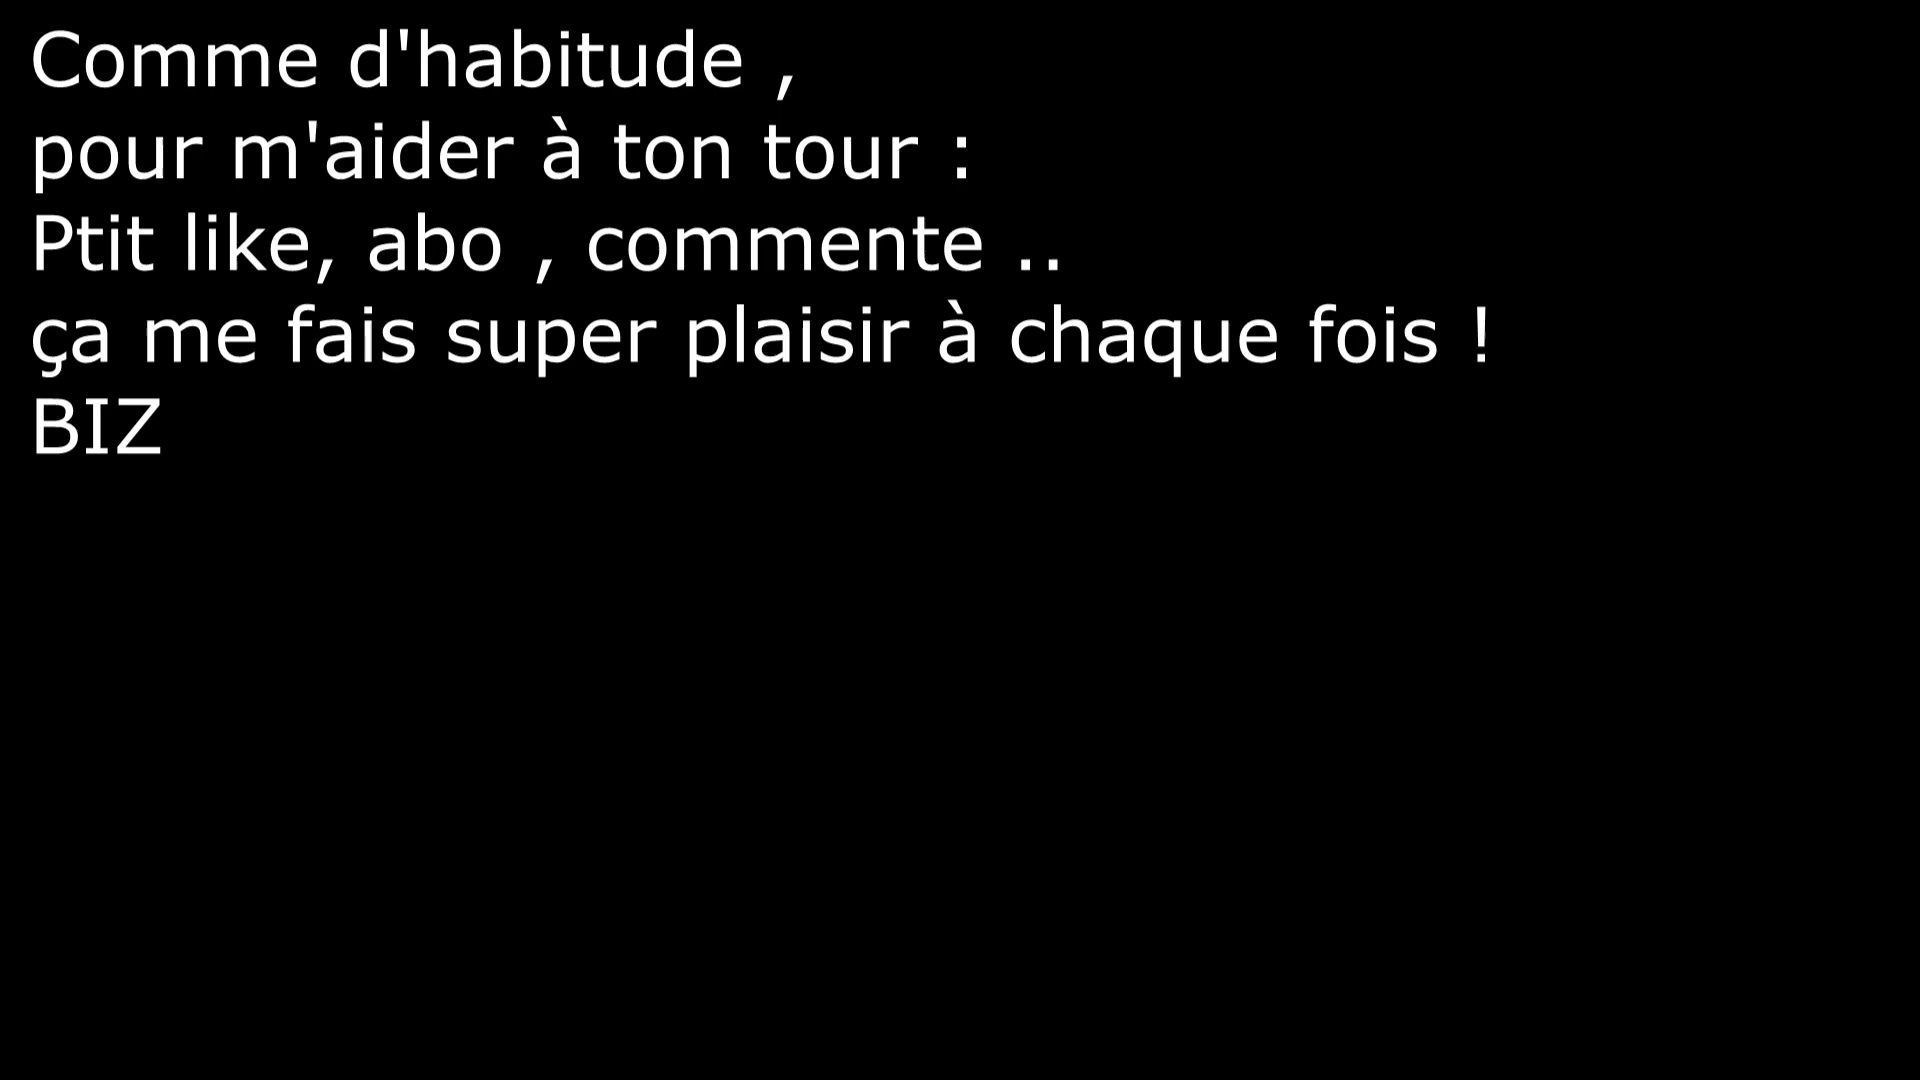 Comme d'habitude ,
pour m'aider à ton tour :
Ptit like, abo , commente ..
ça me fais super plaisir à chaque fois !
BIZ